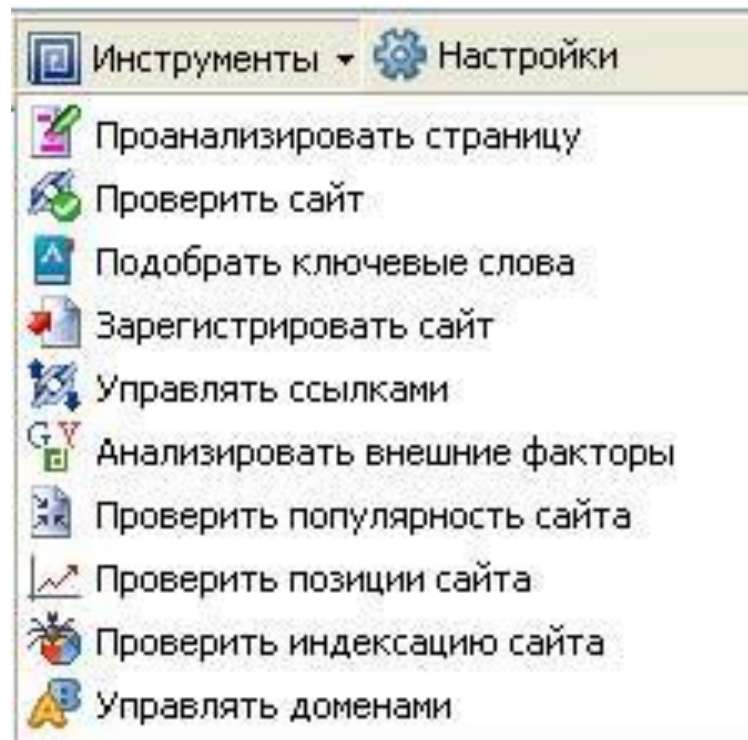 Инструменты Настройки
Проанализировать страницу
Проверить сайт
Подобрать ключевые слова
Зарегистрировать сайт
Управлять ссылками
Анализировать внешние факторы
Проверить популярность сайта
Проверить позиции сайта
Проверить индексацию сайта
Управлять доменами